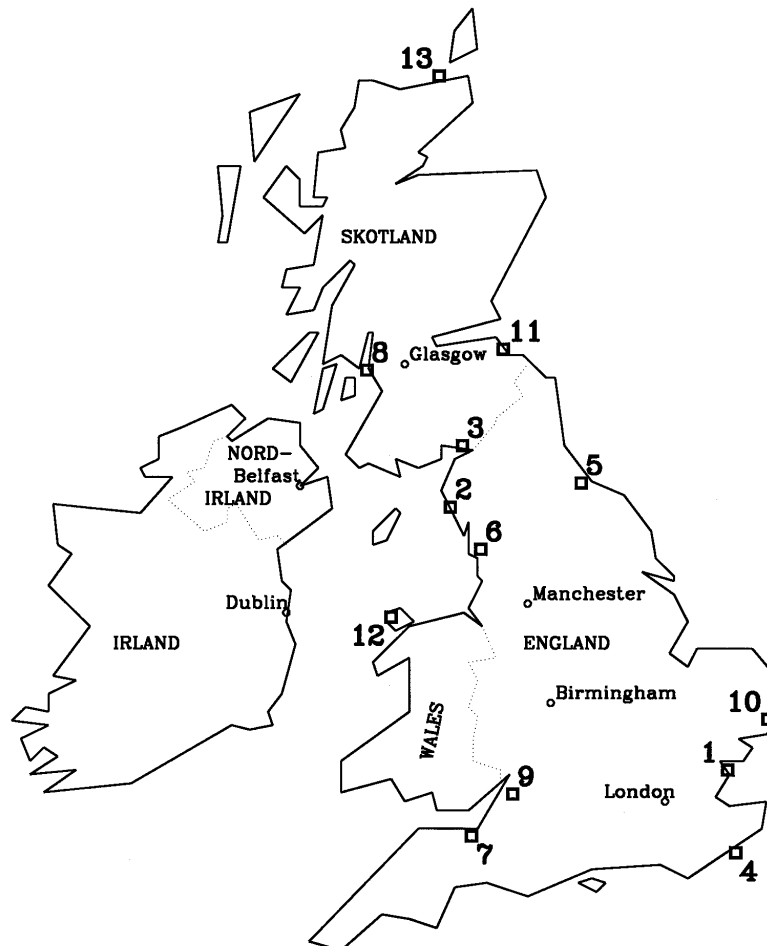 13
SKOTLAND
11
8
Glasgow
3
NORD-
Belfast
IRLAND
5
2
6
Manchester
Dublin
12
IRLAND
ENGLAND
Birmingham
10
WALES
1
9
London
7
4